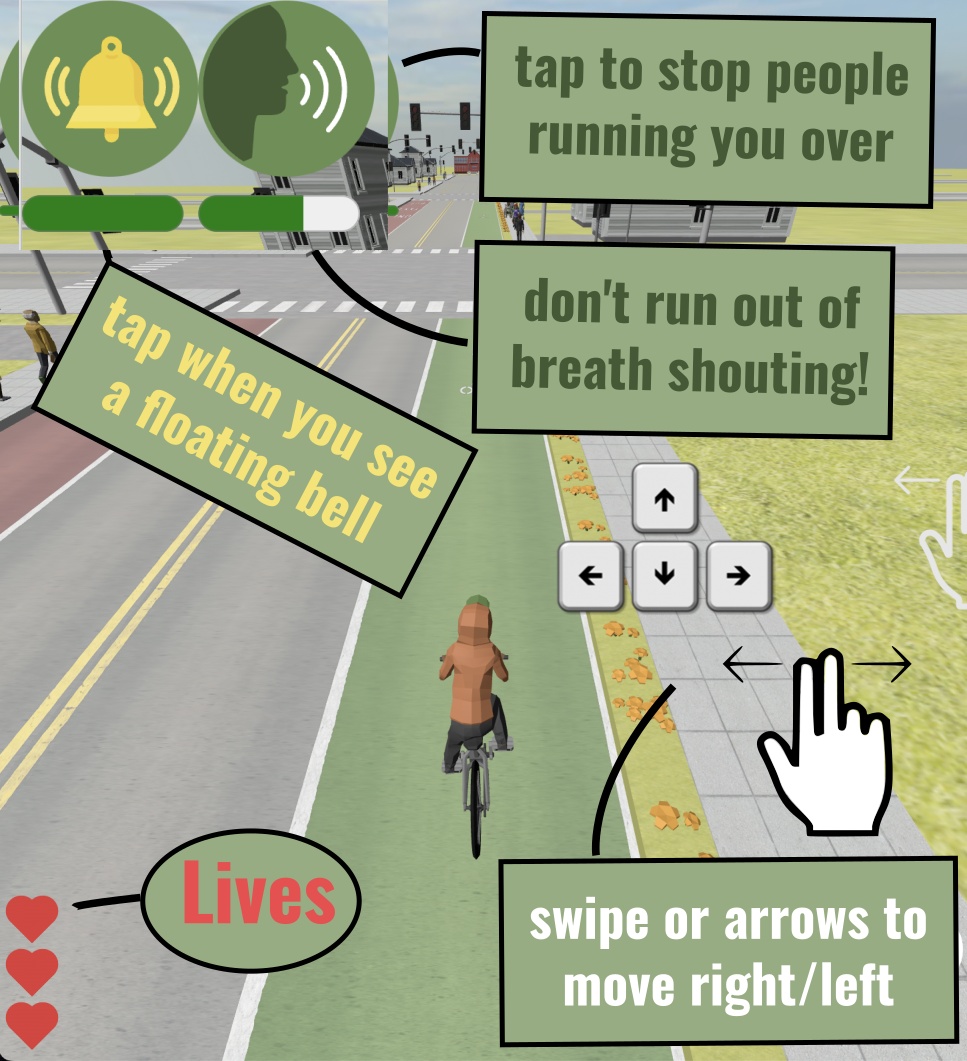 tap to stop people
running you over
don't run out of
breath shouting!
tap when you see
a floating bell
Lives
swipe or arrows to
move right/left